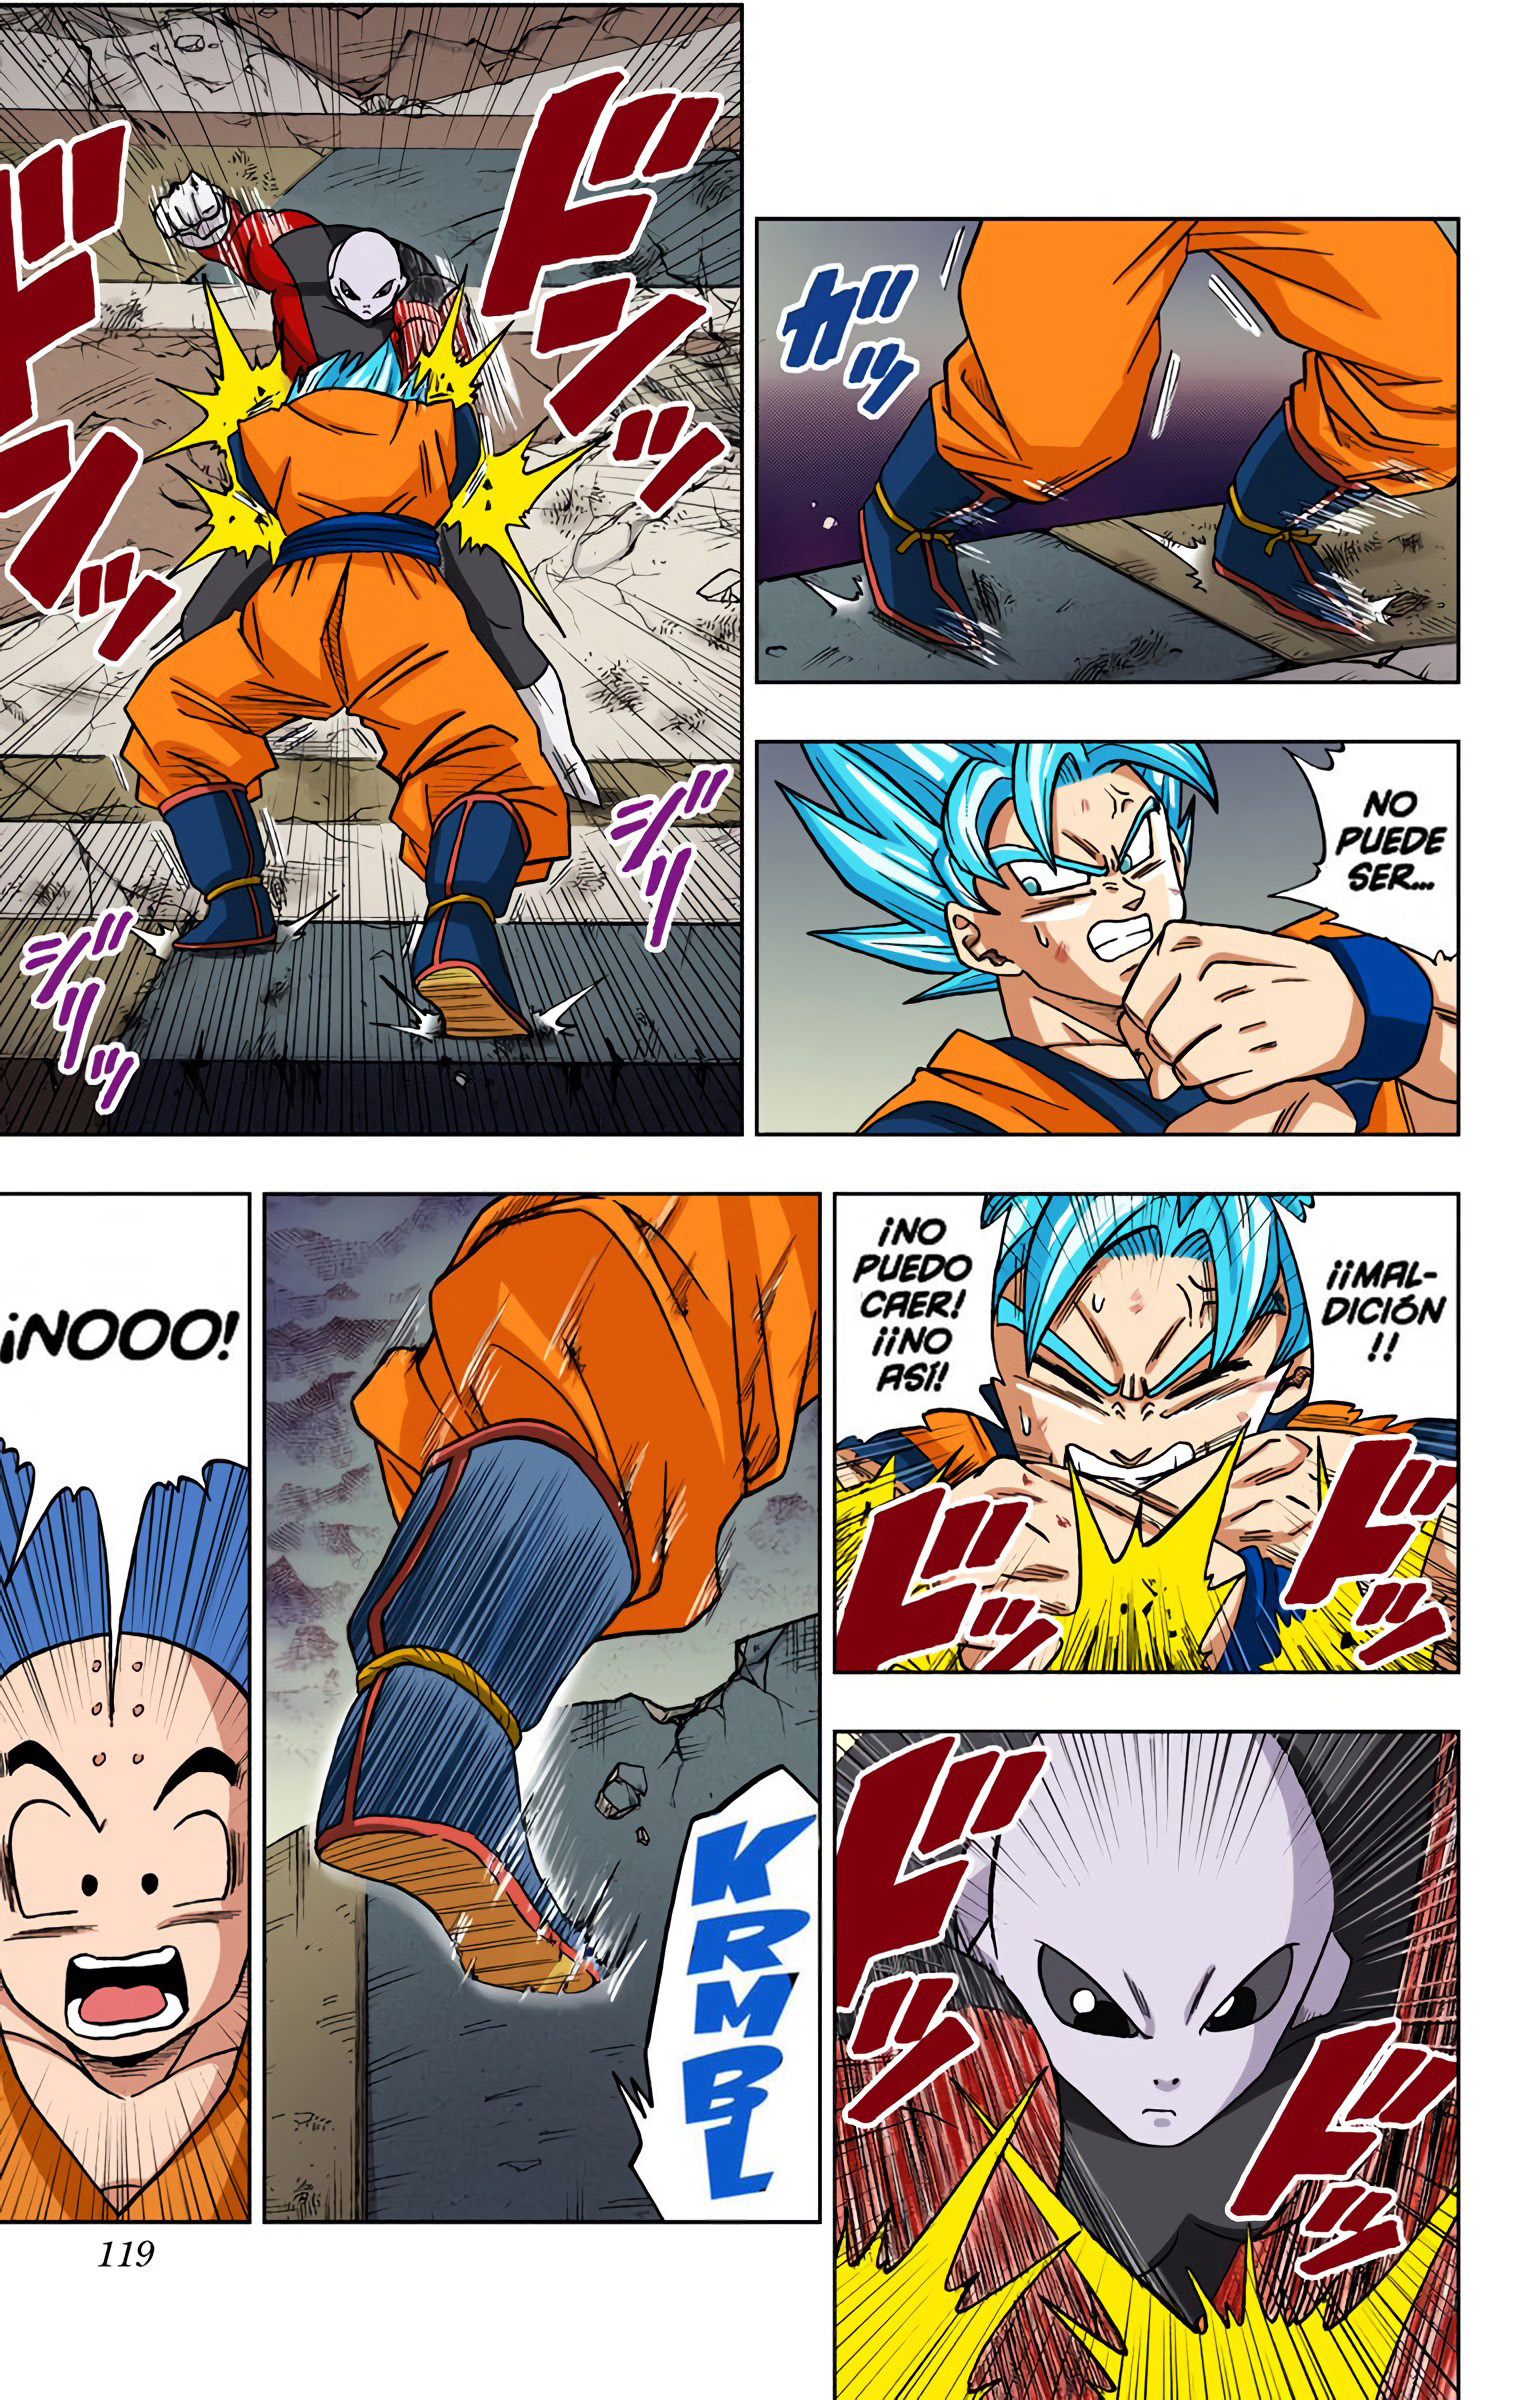 ガッ
NO
PUEDE
SER...
ドンッ
ドンッ
ジリッ
ジリッ
¡¡MAL-
DICIÓN
!!
¡NO
PUEDO
CAER!
¡¡NO
ASÍ!
ドッ
ドッ
ドッ
ドッ
KRMBL
¡NOOO!
119